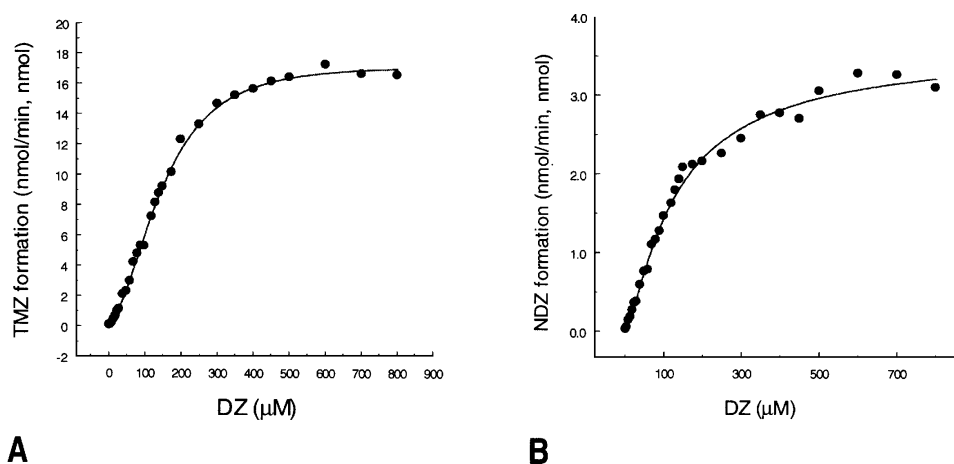 TMZ formation (nmol/min, nmol)
20
18
16
14
12
10
8
6
4
2
0
-2
0 100 200 300 400 500 600 700 800 900
DZ (µM)
A
NDZ formation (nmol/min, nmol)
4.0
3.0
2.0
1.0
0.0
100 300 500 700
DZ (µM)
B